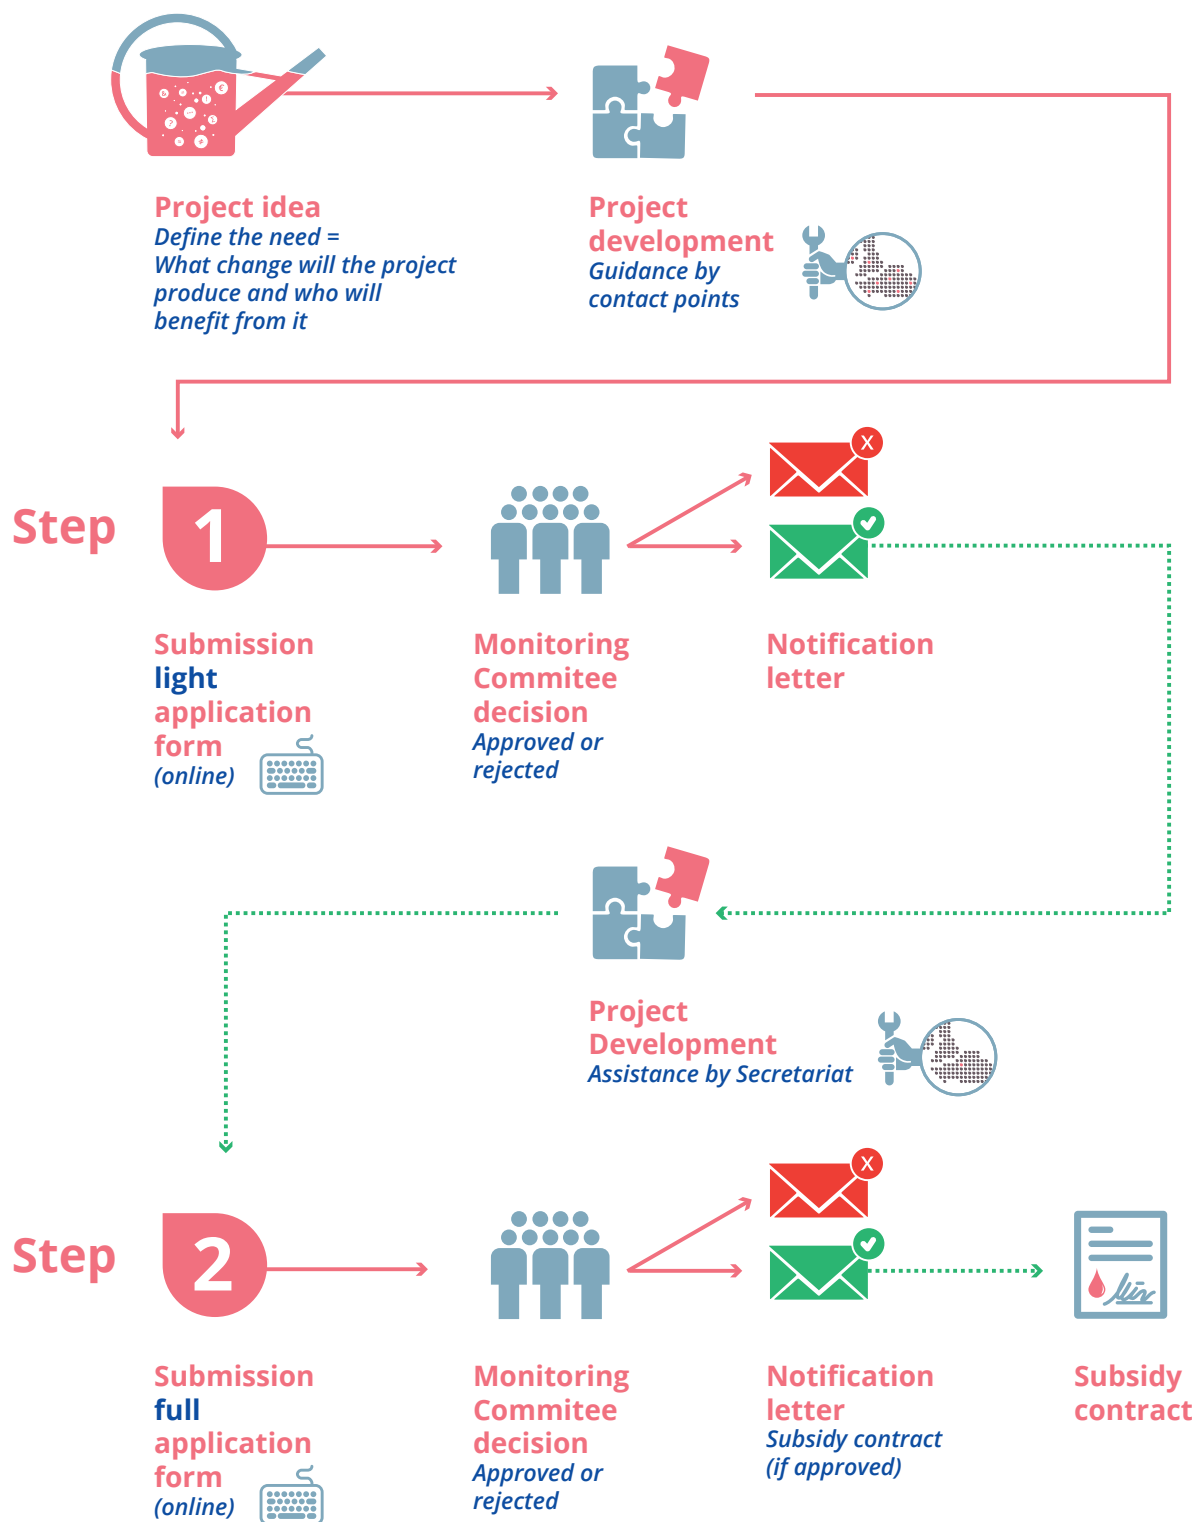 Project idea
Define the need =
What change will the project
produce and who will
benefit from it
Project
development
Guidance by
contact points
X
Step
1
Submission
light
application
form
(online)
Monitoring
Commitee
decision
Approved or
rejected
Notification
letter
Project
Development
Assistance by Secretariat
X
Step
2
Submission
full
application
form
(online)
Monitoring
Commitee
decision
Approved or
rejected
Notification
letter
Subsidy contract
(if approved)
Subsidy
contract